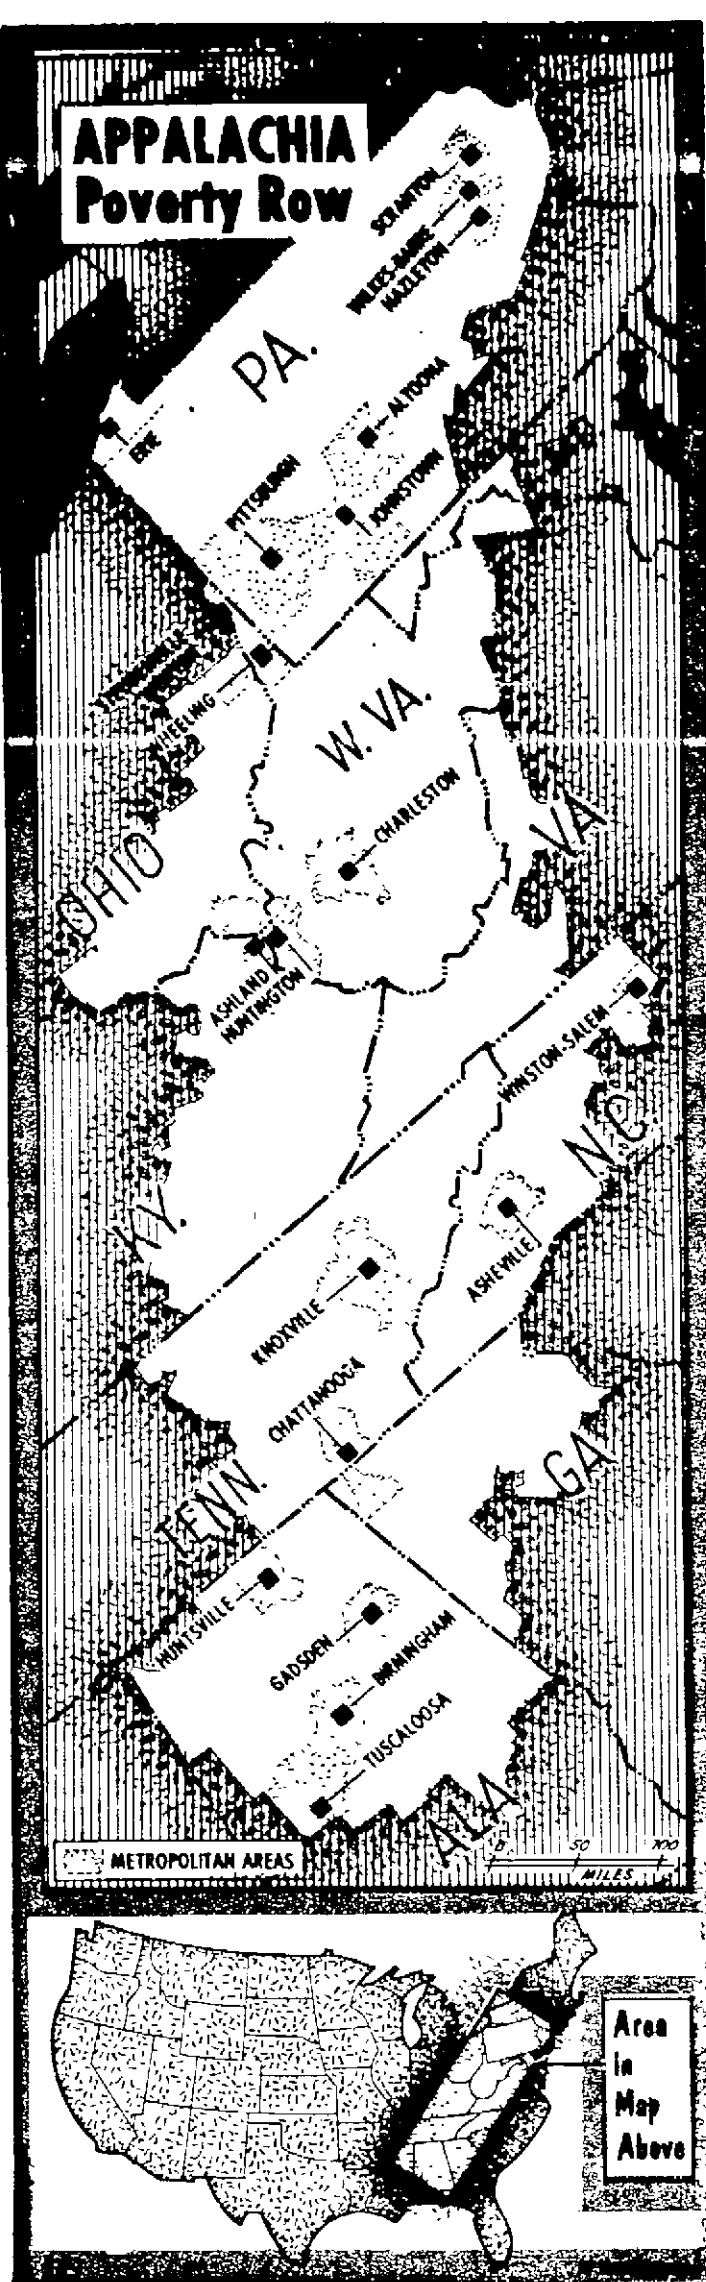 APPALACHIA
Poverty Row
SCRANTON
WILKES-BARRE
HAZLETON
PA.
ALTOONA
ERIE
PITTSBURGH
JOHNSTOWN
WHEELING
W. VA.
CHARLESTON
VA
OHIO
ASHLAND
HUNTINGTON
WINSTON-SALEM
N.C.
KY.
ASHEVILLE
KNOXVILLE
CHATTANOOGA
GA
TENN.
HUNTSVILLE
GADSDEN
BIRMINGHAM
TUSCALOOSA
ALA
METROPOLITAN AREAS
0 50 100
MILES
Area
in
Map
Above